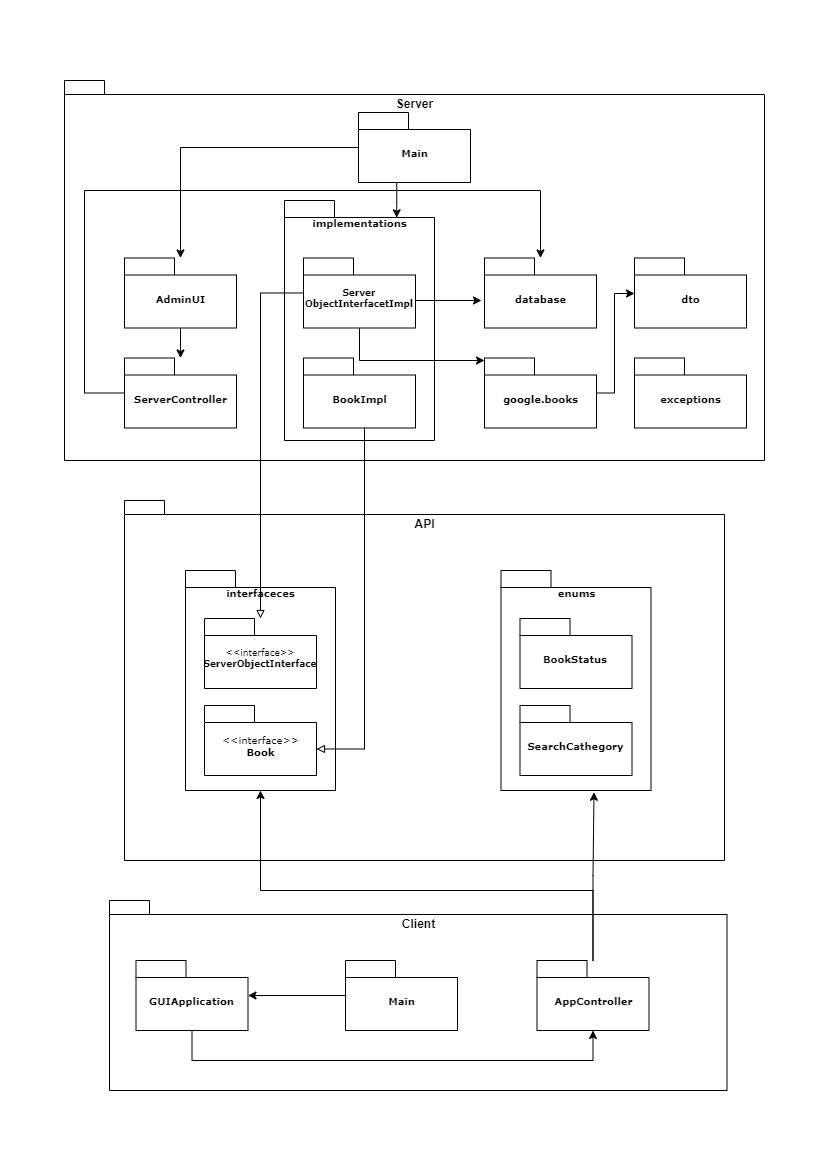 Server
Main
implementations
AdminUI
Server
ObjectInterfacetImpl
database
dto
ServerController
BookImpl
google.books
exceptions
API
interfaceces
enums
<<interface>>
ServerObjectInterface
BookStatus
<<interface>>
Book
SearchCathegory
Client
GUIApplication
Main
AppController